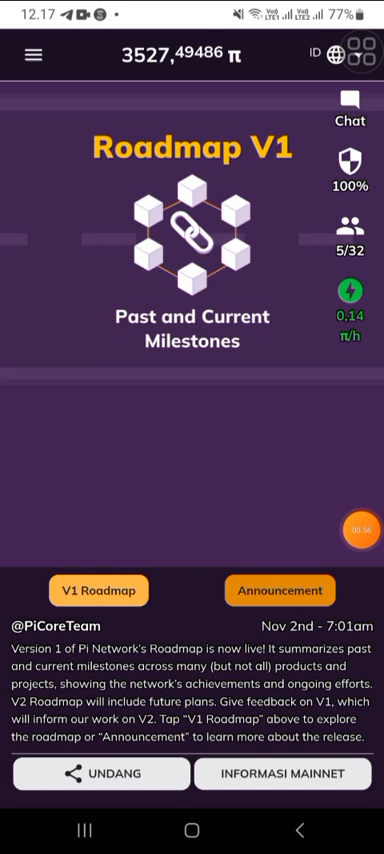 12.17
77%
3527,49486 π
ID
Chat
Roadmap V1
100%
5/32
0,14
π/h
Past and Current
Milestones
00.56
V1 Roadmap
Announcement
@PiCoreTeam
Nov 2nd - 7:01am
Version 1 of Pi Network's Roadmap is now live! It summarizes past
and current milestones across many (but not all) products and
projects, showing the network's achievements and ongoing efforts.
V2 Roadmap will include future plans. Give feedback on V1, which
will inform our work on V2. Tap "V1 Roadmap" above to explore
the roadmap or "Announcement" to learn more about the release.
UNDANG
INFORMASI MAINNET